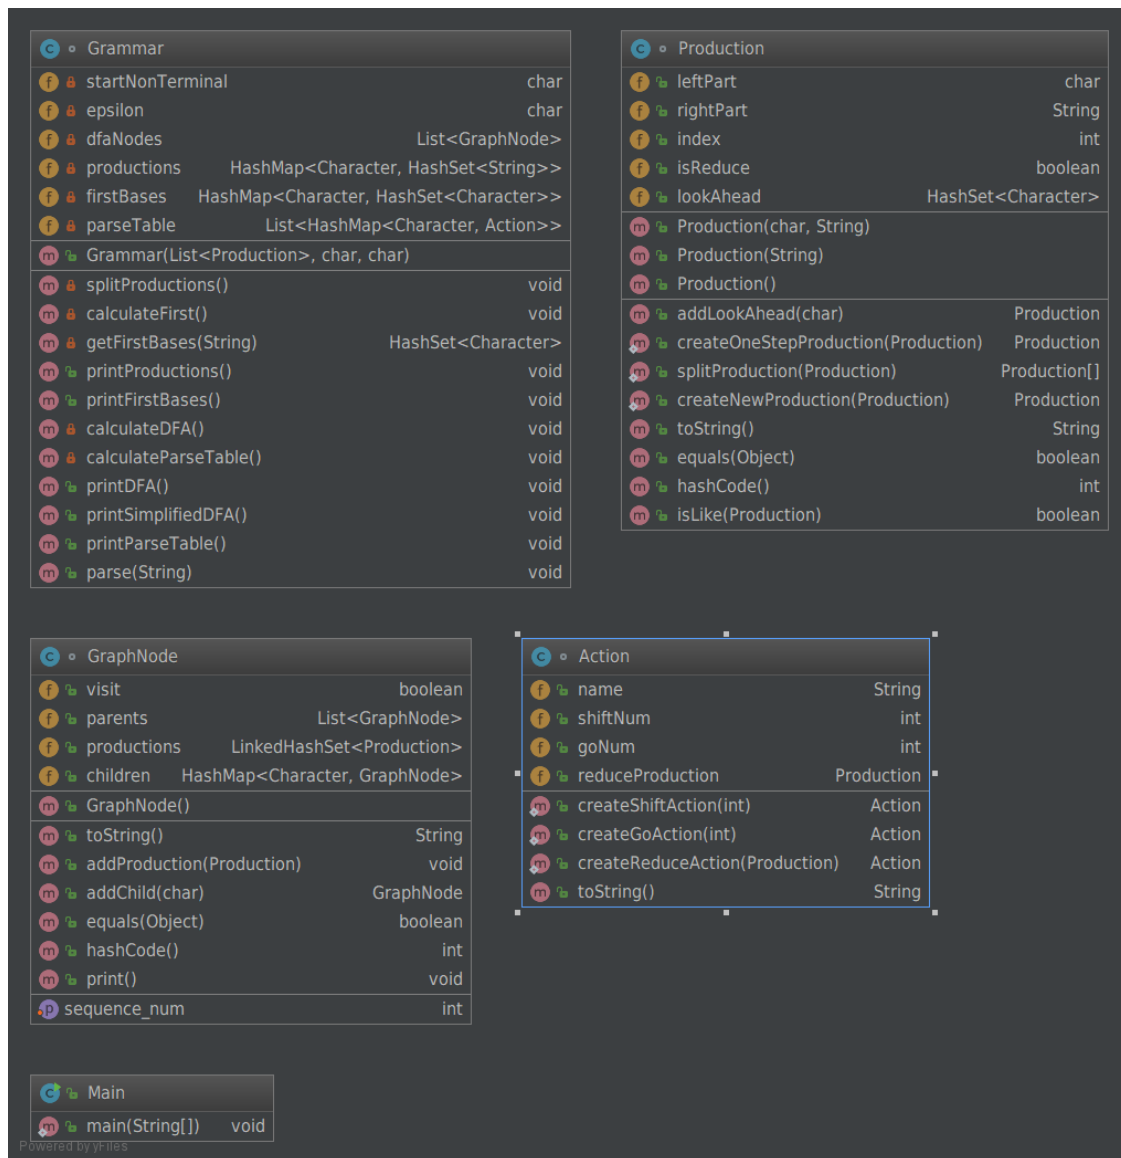 Grammar
startNonTerminal char
epsilon char
dfaNodes List<GraphNode>
productions HashMap<Character, HashSet<String>>
firstBases HashMap<Character, HashSet<Character>>
parseTable List<HashMap<Character, Action>>
Grammar(List<Production>, char, char)
splitProductions() void
calculateFirst() void
getFirstBases(String) HashSet<Character>
printProductions() void
printFirstBases() void
calculateDFA() void
calculateParseTable() void
printDFA() void
printSimplifiedDFA() void
printParseTable() void
parse(String) void
Production
leftPart char
rightPart String
index int
isReduce boolean
lookAhead HashSet<Character>
Production(char, String)
Production(String)
Production()
addLookAhead(char) Production
createOneStepProduction(Production) Production
splitProduction(Production) Production[]
createNewProduction(Production) Production
toString() String
equals(Object) boolean
hashCode() int
isLike(Production) boolean
GraphNode
visit boolean
parents List<GraphNode>
productions LinkedHashSet<Production>
children HashMap<Character, GraphNode>
GraphNode()
toString() String
addProduction(Production) void
addChild(char) GraphNode
equals(Object) boolean
hashCode() int
print() void
sequence_num int
Action
name String
shiftNum int
goNum int
reduceProduction Production
createShiftAction(int) Action
createGoAction(int) Action
createReduceAction(Production) Action
toString() String
Main
main(String[]) void
Powered by yFiles